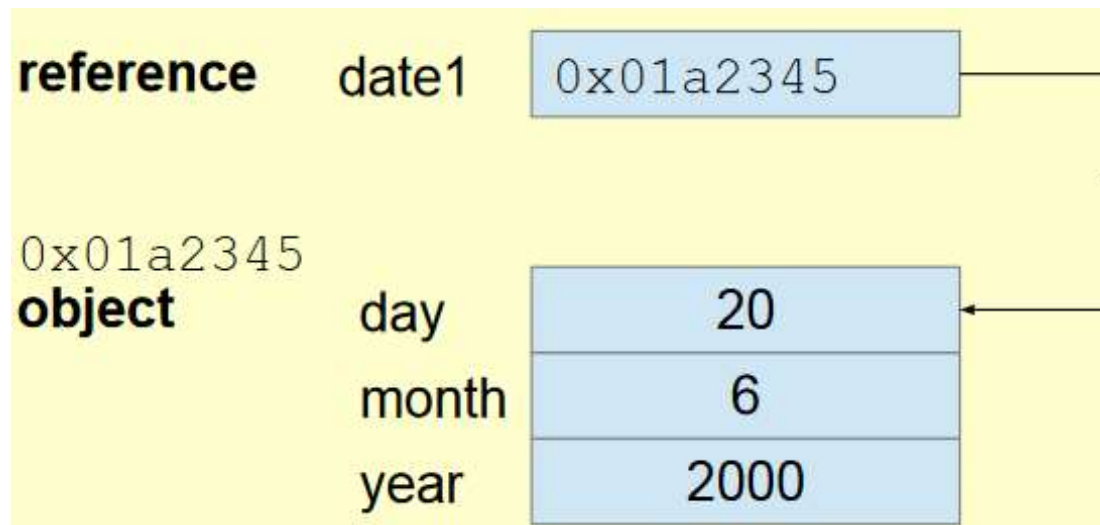 reference date1 0x01a2345
0x01a2345
object day 20
month 6
year 2000